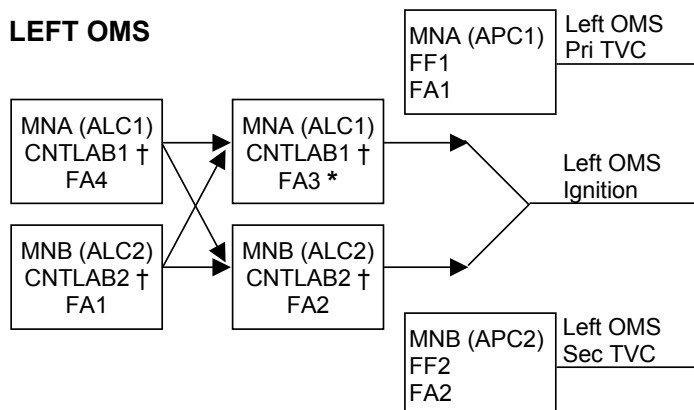 LEFT OMS
MNA (APC1)
FF1
FA1
Left OMS
Pri TVC
MNA (ALC1)
CNTLAB1 †
FA4
MNA (ALC1)
CNTLAB1 †
FA3 *
Left OMS
Ignition
MNB (ALC2)
CNTLAB2 †
FA1
MNB (ALC2)
CNTLAB2 †
FA2
MNB (APC2)
FF2
FA2
Left OMS
Sec TVC